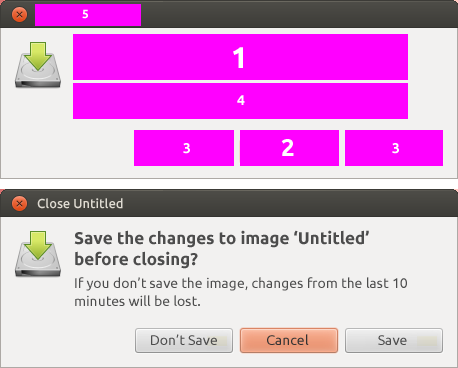 5
1
4
3 2 3
Close Untitled
Save the changes to image ‘Untitled’
before closing?
If you don’t save the image, changes from the last 10
minutes will be lost.
Don’t Save Cancel Save